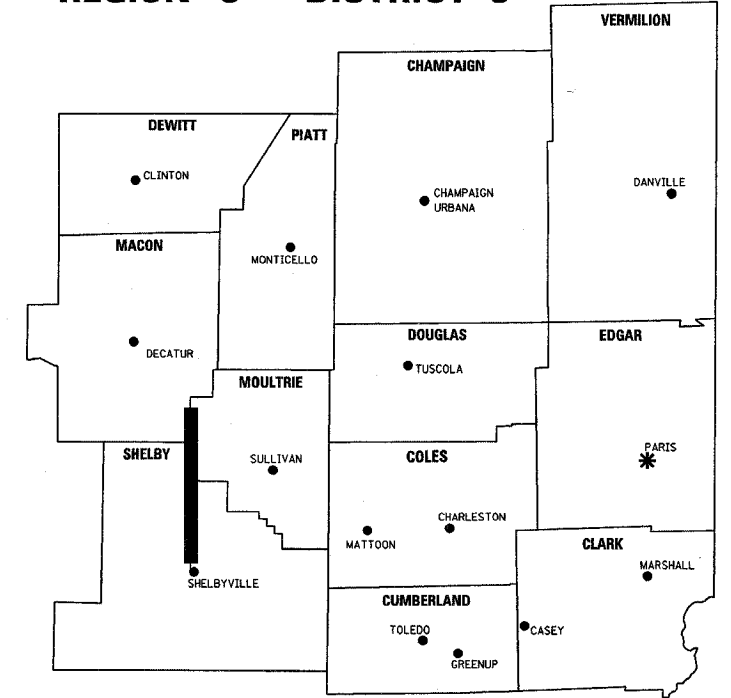 REGION 3 DISTRICT 5
VERMILION
CHAMPAIGN
DEWITT
PIATT
CLINTON
DANVILLE
CHAMPAIGN
URBANA
MACON
MONTICELLO
DOUGLAS
EDGAR
DECATUR
TUSCOLA
MOULTRIE
SHELBY
SULLIVAN
COLES
PARIS
CHARLESTON
MATTOON
CLARK
MARSHALL
SHELBYVILLE
CUMBERLAND
TOLEDO
CASEY
GREENUP